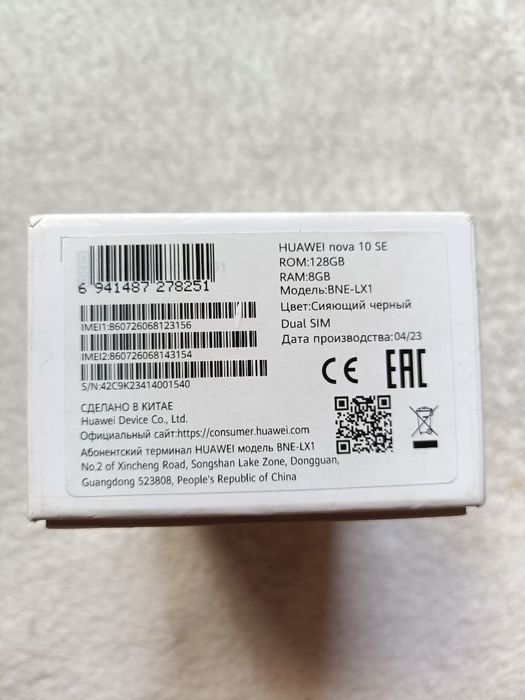 6 941487 278251
IMEI1:860726068123156
IMEI2:860726068143154
S/N:42C9K23414001540
HUAWEI nova 10 SE
ROM:128GB
RAM:8GB
Модель:BNE-LX1
Цвет:Сияющий черный
Dual SIM
Дата производства:04/23
CE EAC
СДЕЛАНО В КИТАЕ
Huawei Device Co., Ltd.
Официальный сайт:https://consumer.huawei.com
Абонентский терминал HUAWEI модель BNE-LX1
No.2 of Xincheng Road, Songshan Lake Zone, Dongguan,
Guangdong 523808, People's Republic of China